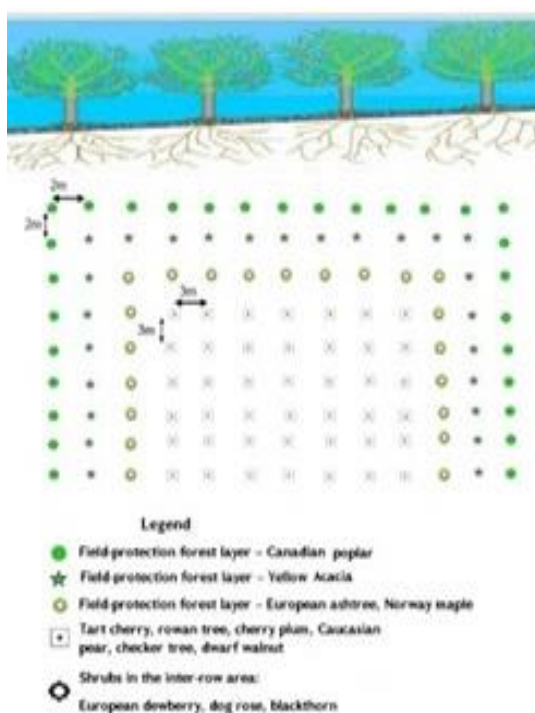 2m
2m
3m
3m
Legend
Field-protection forest layer – Canadian poplar
Field-protection forest layer – Yellow Acacia
Field-protection forest layer – European ashtree, Norway maple
Tart cherry, rowan tree, cherry plum, Caucasian
pear, checker tree, dwarf walnut
Shrubs in the inter-row area:
European dewberry, dog rose, blackthorn